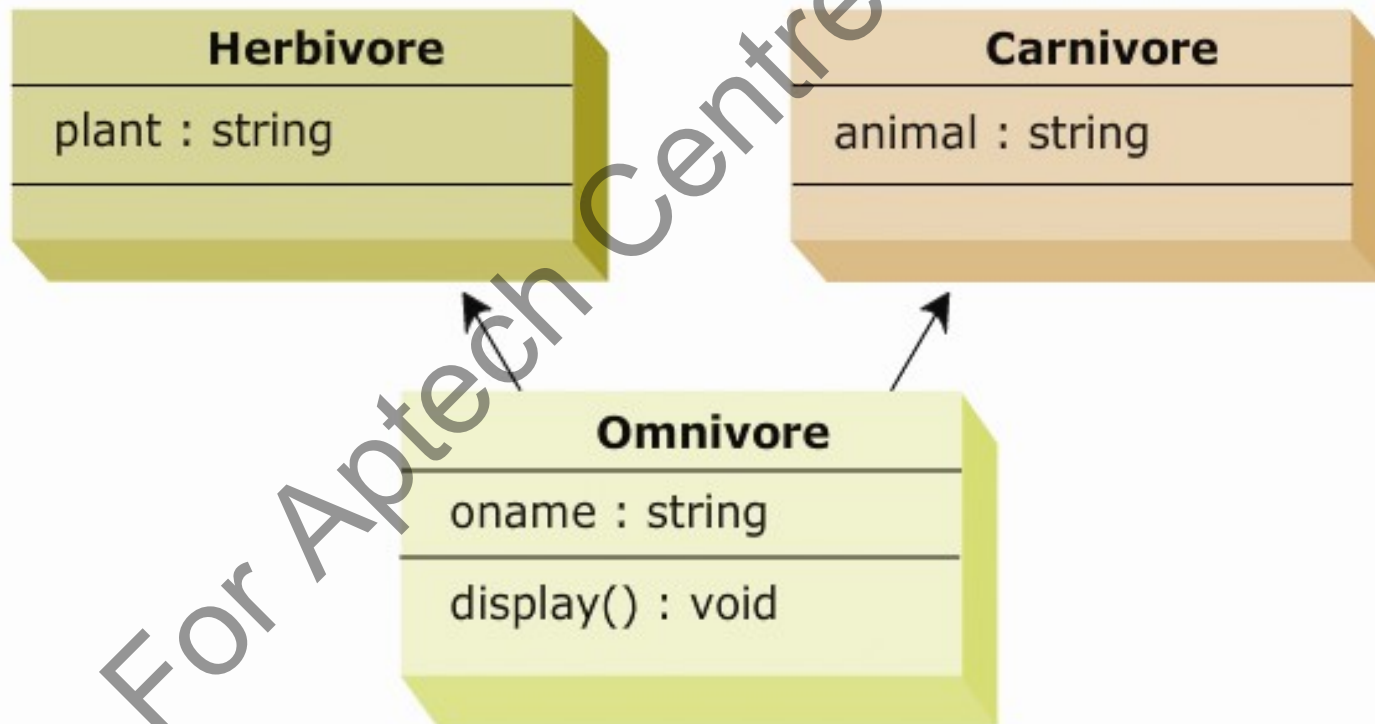 Herbivore
plant : string
Carnivore
animal : string
Omnivore
oname : string
display() : void
For Aptech Centre